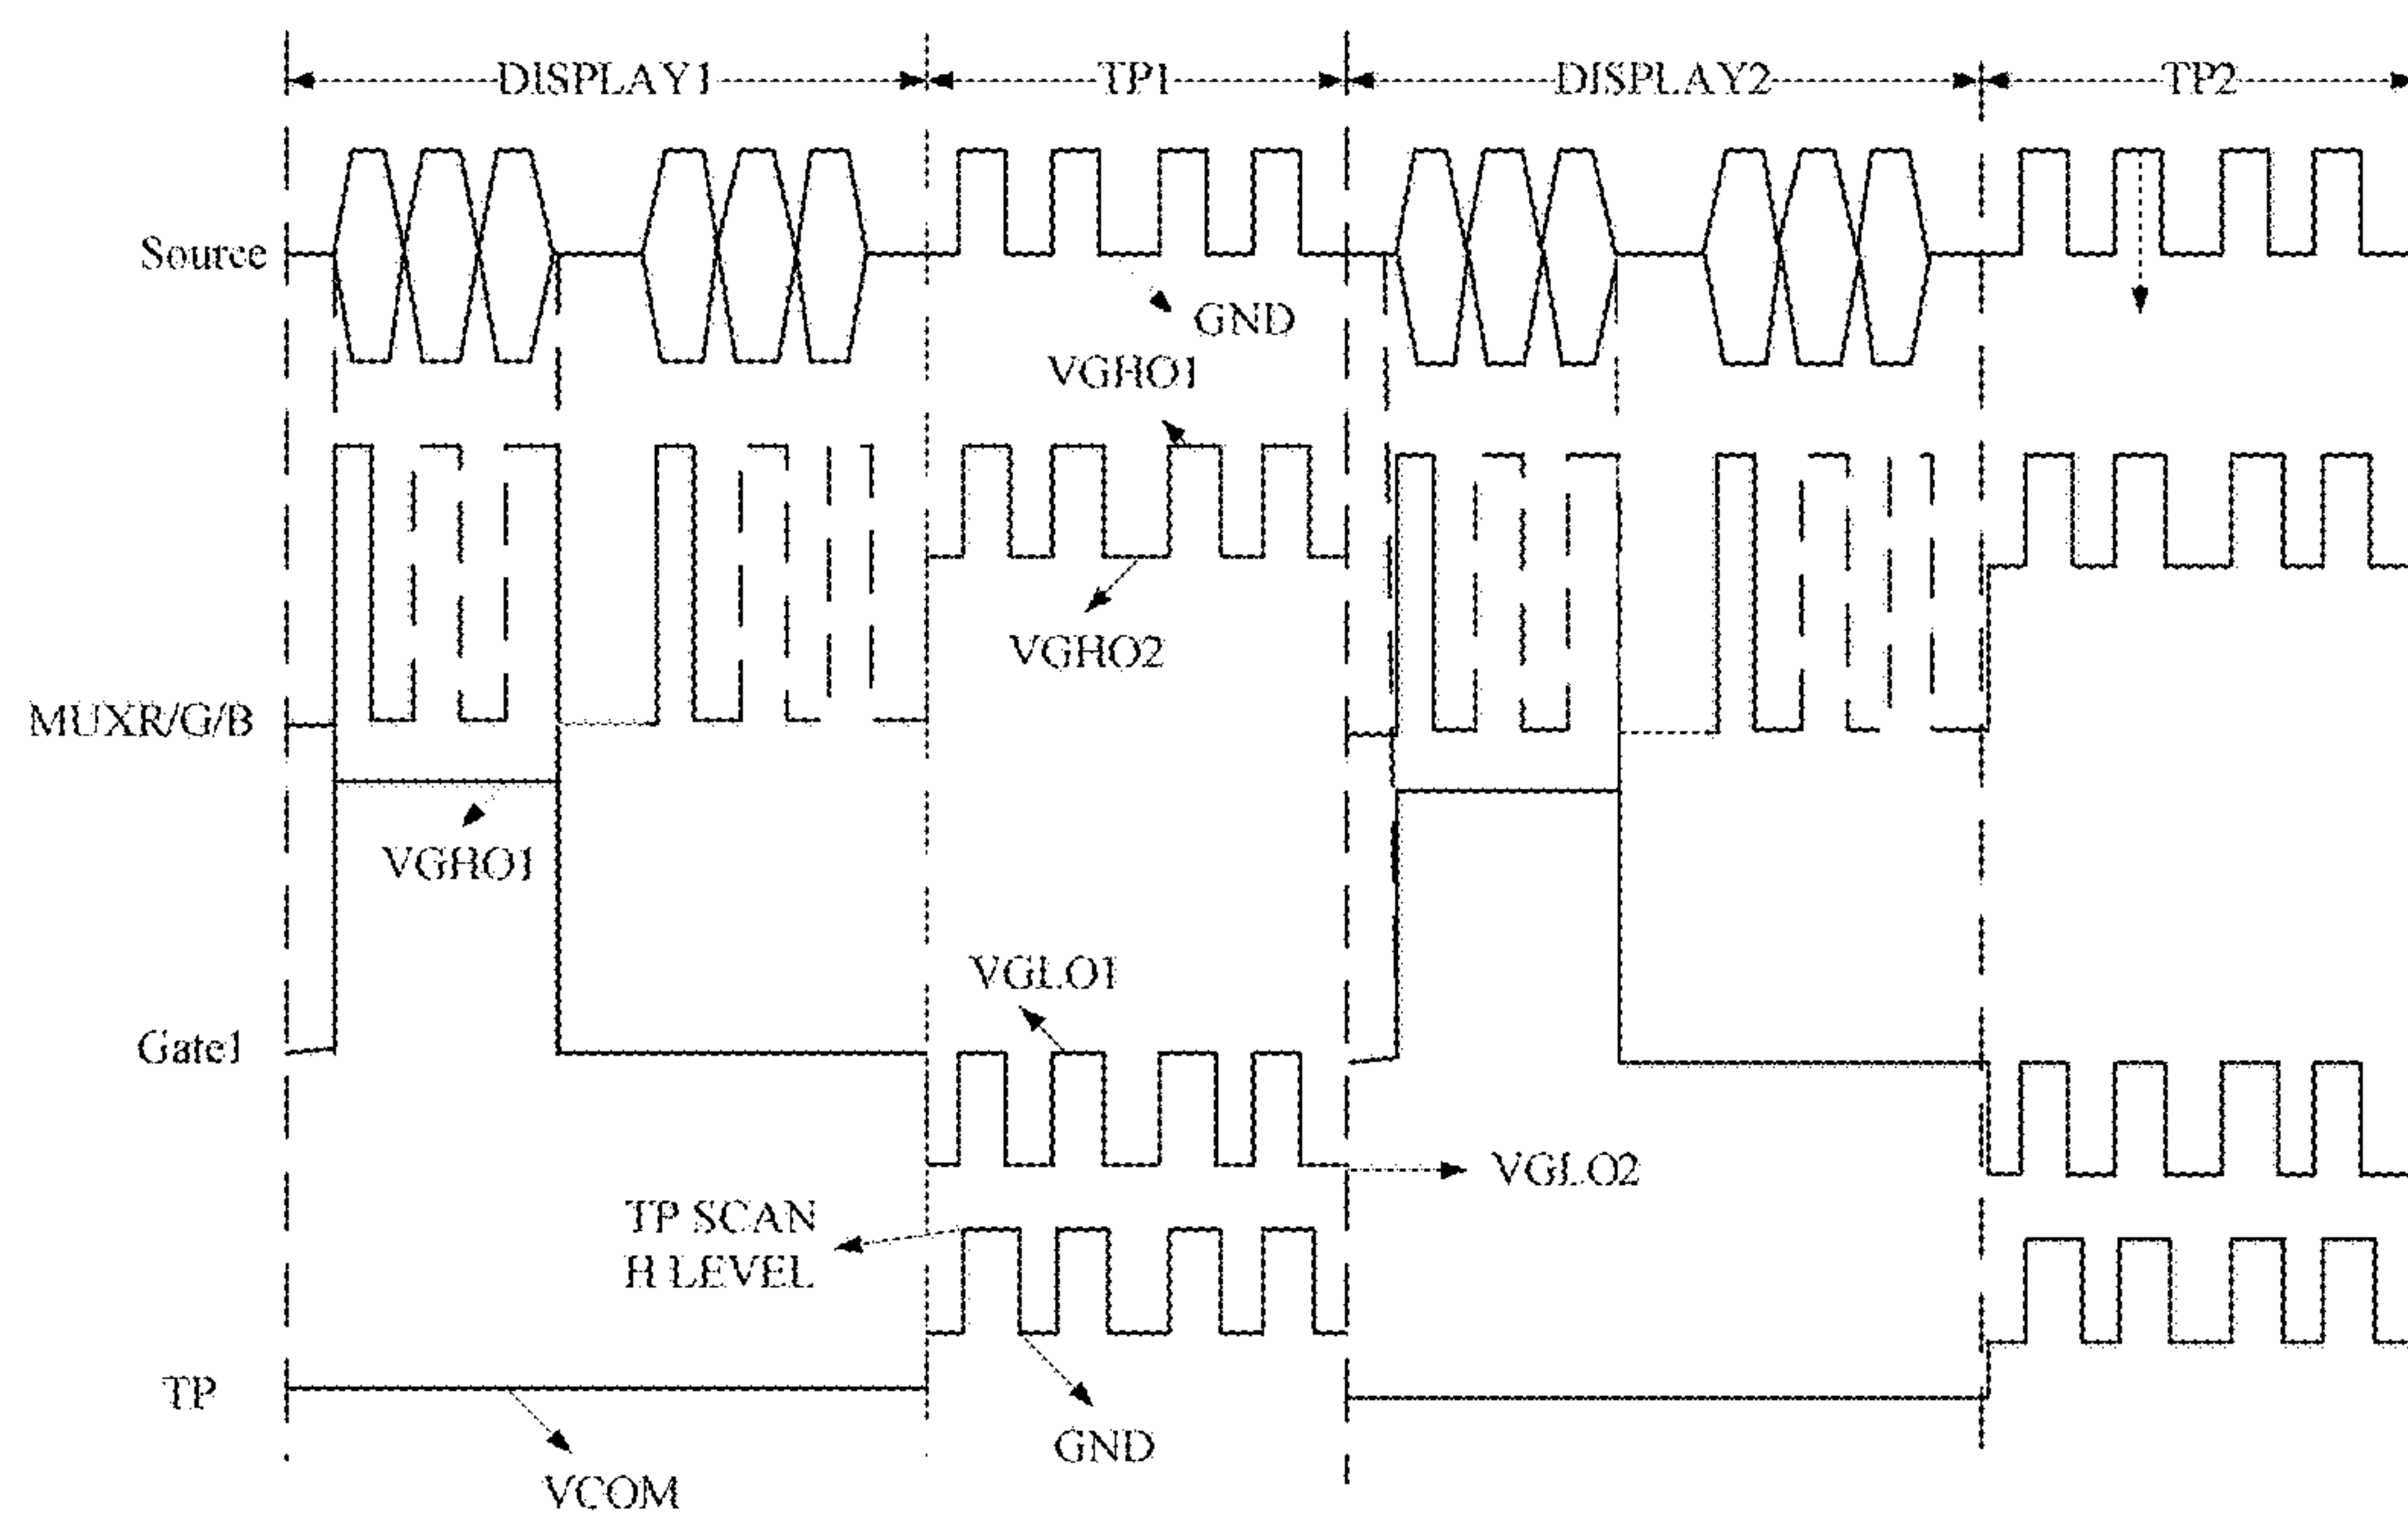 DISPLAY1
TP1
DISPLAY2
TP2
Source
GND
VGHO1
VGHO2
MUXR/G/B
VGHO1
VGLO1
Gate1
VGLO2
TP SCAN
H LEVEL
TP
GND
VCOM